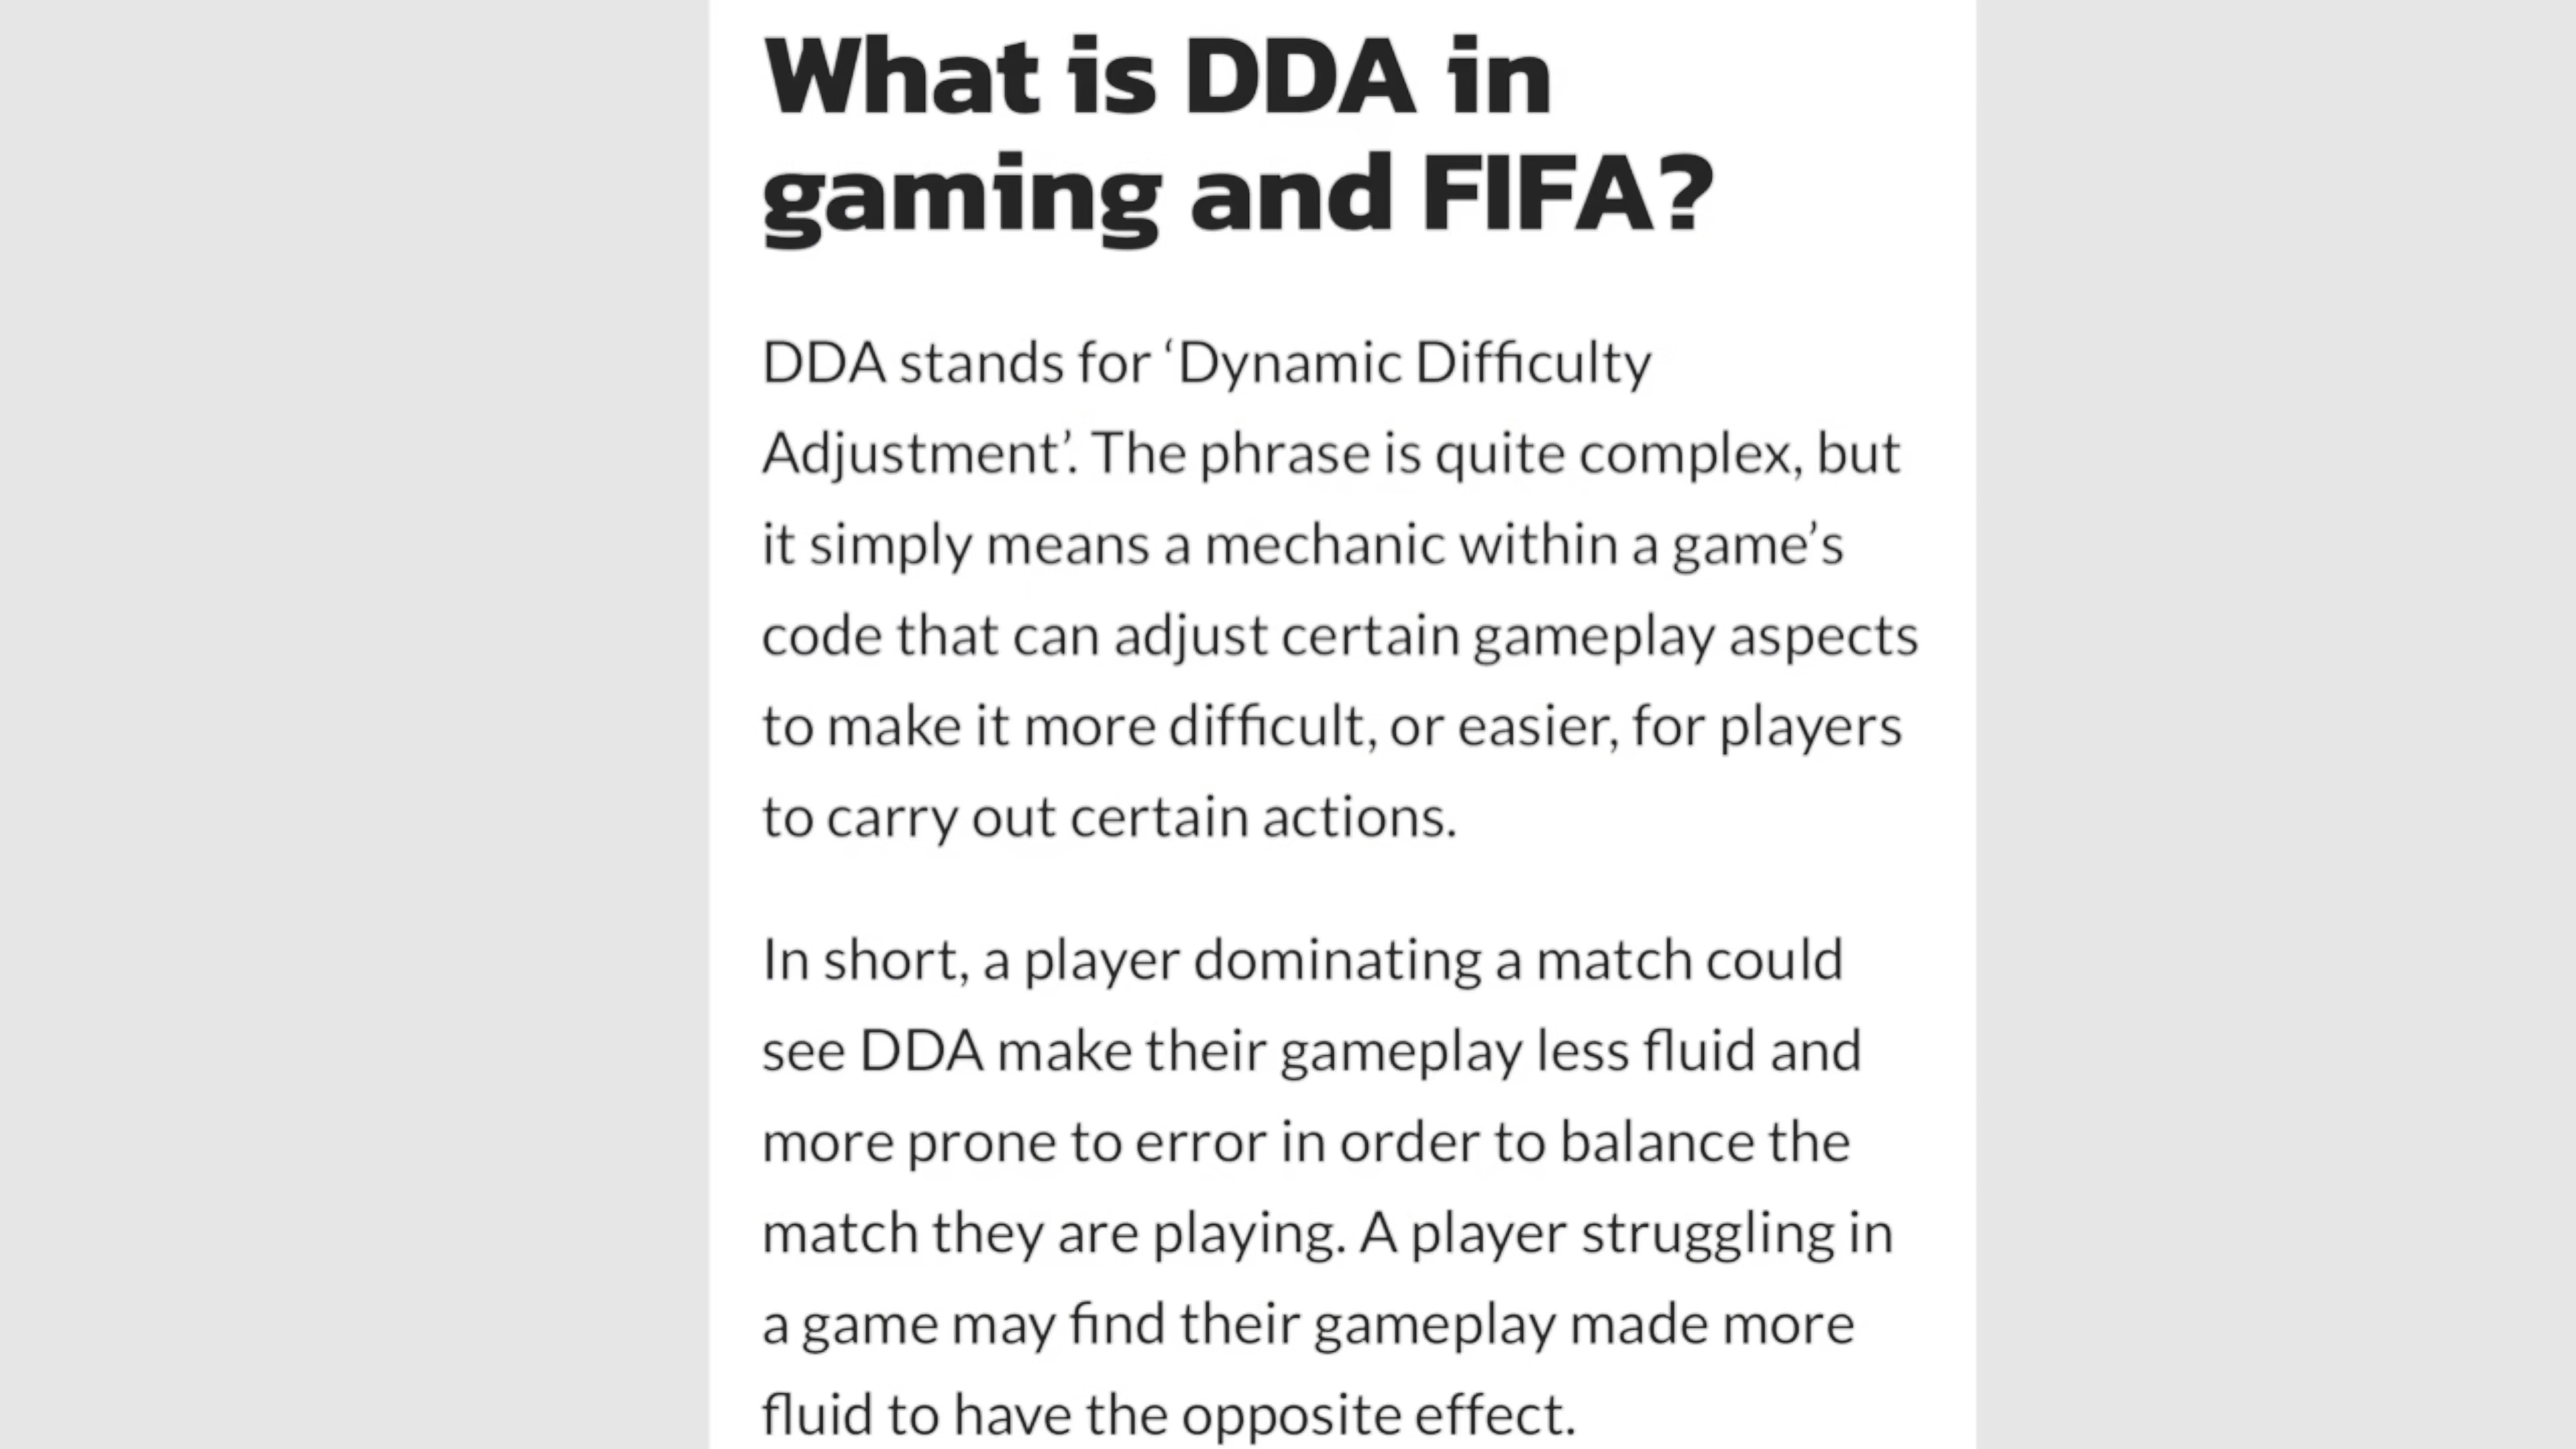 What is DDA in
gaming and FIFA?
DDA stands for ‘Dynamic Difficulty
Adjustment’. The phrase is quite complex, but
it simply means a mechanic within a game’s
code that can adjust certain gameplay aspects
to make it more difficult, or easier, for players
to carry out certain actions.
In short, a player dominating a match could
see DDA make their gameplay less fluid and
more prone to error in order to balance the
match they are playing. A player struggling in
a game may find their gameplay made more
fluid to have the opposite effect.